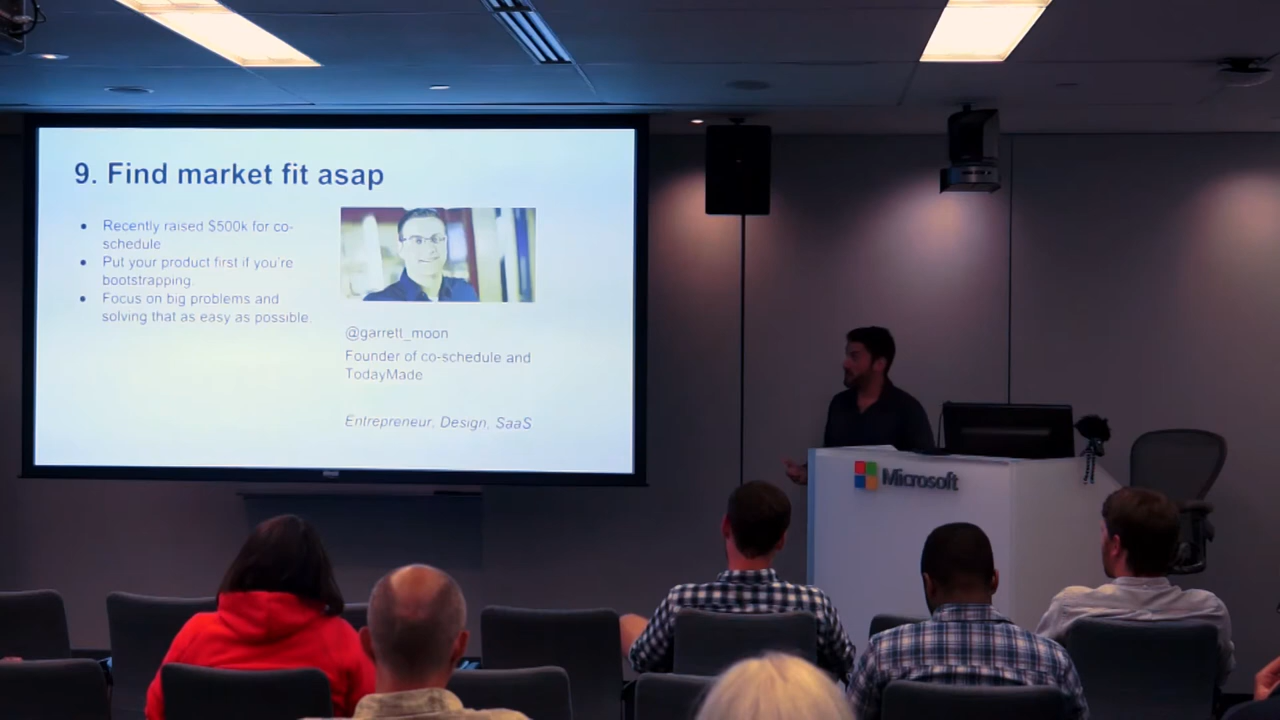 9. Find market fit asap
Recently raised $500k for co-
schedule
Put your product first if you're
bootstrapping.
Focus on big problems and
solving that as easy as possible.
@garrett_moon
Founder of co-schedule and
TodayMade
Entrepreneur, Design, SaaS
Microsoft